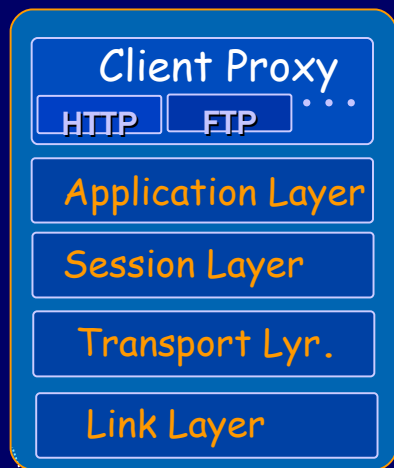 Client Proxy
HTTP FTP ...
Application Layer
Session Layer
Transport Lyr.
Link Layer